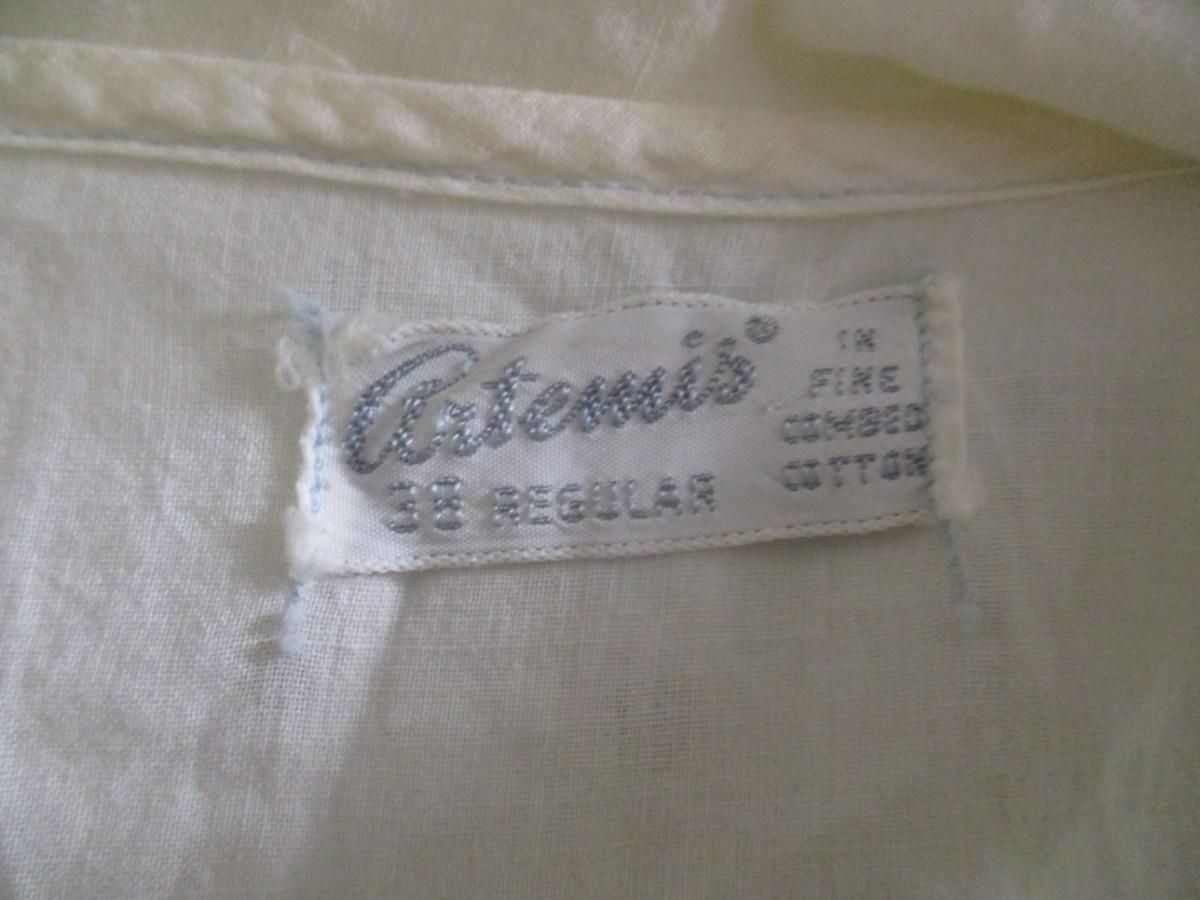 Artemis®
38 REGULAR
IN
FINE
COMBED
COTTON